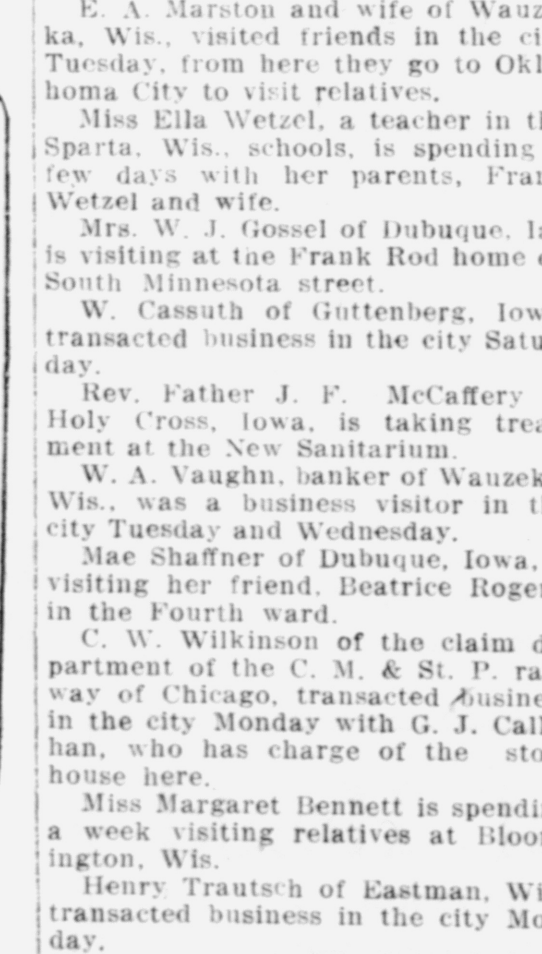 E. A. Marston and wife of Wauz
ka, Wis., visited friends in the ci
Tuesday, from here they go to Okl
homa City to visit relatives.
Miss Ella Wetzel, a teacher in th
Sparta, Wis., schools, is spending
few days with her parents, Fran
Wetzel and wife.
Mrs. W. J. Gossel of Dubuque, Ia
is visiting at the Frank Rod home o
South Minnesota street.
W. Cassuth of Guttenberg, Iow
transacted business in the city Satu
day.
Rev. Father J. F. McCaffery
Holy Cross, Iowa, is taking trea
ment at the New Sanitarium.
W. A. Vaughn, banker of Wauzek
Wis., was a business visitor in th
city Tuesday and Wednesday.
Mae Shaffner of Dubuque, Iowa,
visiting her friend, Beatrice Roger
in the Fourth ward.
C. W. Wilkinson of the claim d
partment of the C. M. & St. P. ra
way of Chicago, transacted busine
in the city Monday with G. J. Call
han, who has charge of the sto
house here.
Miss Margaret Bennett is spendi
a week visiting relatives at Bloo
ington, Wis.
Henry Trautsch of Eastman, Wi
transacted business in the city Mo
day.